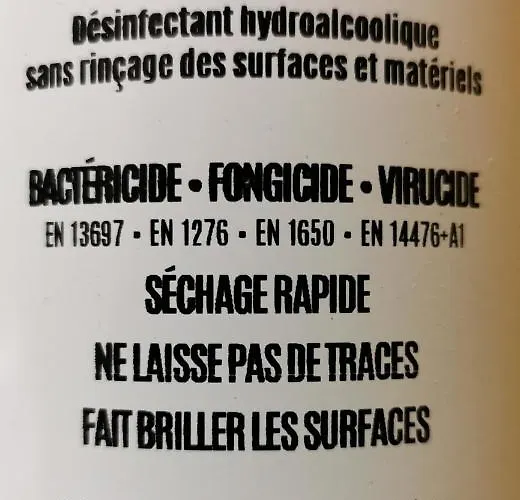 Désinfectant hydroalcoolique
sans rinçage des surfaces et matériels
BACTÉRICIDE • FONGICIDE • VIRUCIDE
EN 13697 • EN 1276 • EN 1650 • EN 14476+A1
SÉCHAGE RAPIDE
NE LAISSE PAS DE TRACES
FAIT BRILLER LES SURFACES